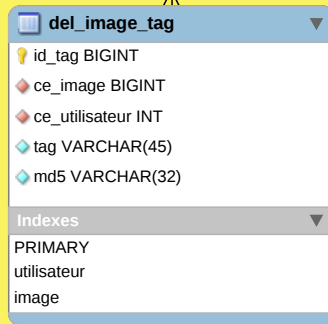 del_image_tag
id_tag BIGINT
ce_image BIGINT
ce_utilisateur INT
tag VARCHAR(45)
md5 VARCHAR(32)
Indexes
PRIMARY
utilisateur
image